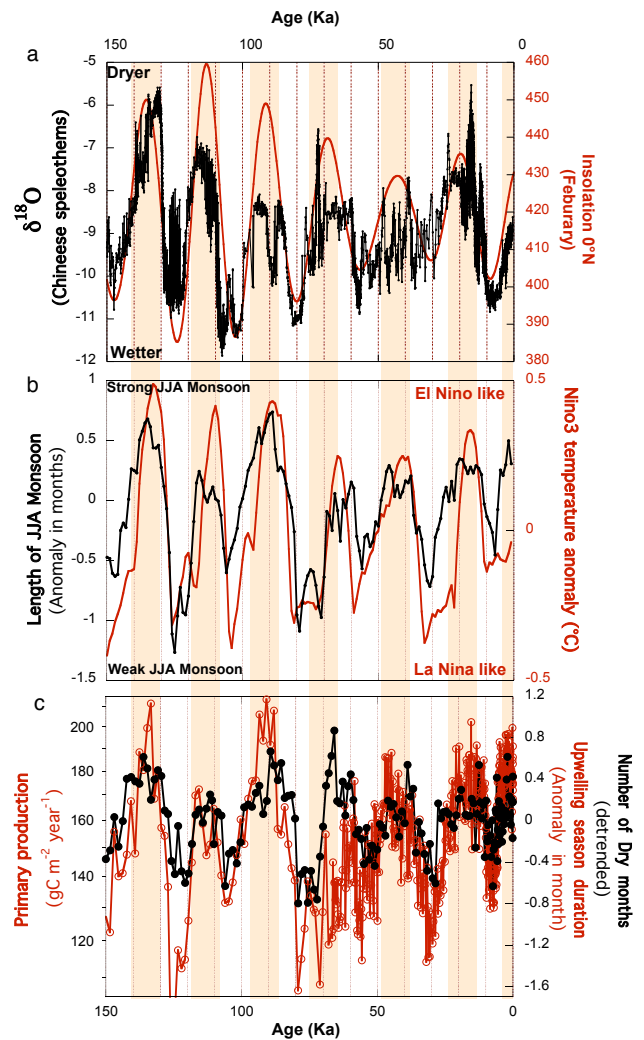 Age (Ka)
150
100
50
0
a
-5
-6
-7
-8
-9
-10
-11
-12
δ18O
(Chineese speleothems)
Dryer
Wetter
460
450
440
430
420
410
400
390
380
Insolation 0°N
(Feburary)
b
1
0.5
0
-0.5
-1
-1.5
Length of JJA Monsoon
(Anomaly in months)
Strong JJA Monsoon
El Nino like
Weak JJA Monsoon
La Nina like
0.5
0
-0.5
Nino3 temperature anomaly (°C)
c
200
180
160
140
120
Primary production
(gC m-2 year-1)
1.2
0.8
0.4
0
-0.4
-0.8
-1.2
-1.6
Upwelling season duration
(Anomaly in month)
Number of Dry months
(detrended)
150
100
50
0
Age (Ka)